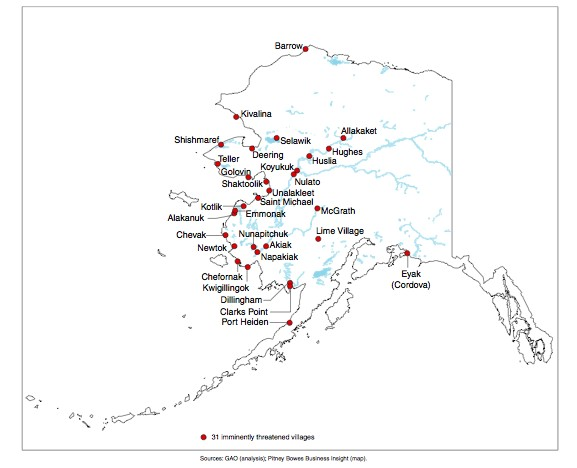 Barrow
Kivalina
Shishmaref
Selawik
Allakaket
Deering
Hughes
Teller
Huslia
Golovin
Koyukuk
Nulato
Shaktoolik
Unalakleet
Saint Michael
Kotlik
McGrath
Emmonak
Alakanuk
Chevak
Nunapitchuk
Lime Village
Newtok
Akiak
Napakiak
Chefornak
Kwigillingok
Eyak
(Cordova)
Dillingham
Clarks Point
Port Heiden
31 imminently threatened villages
Sources: GAO (analysis); Pitney Bowes Business Insight (map).